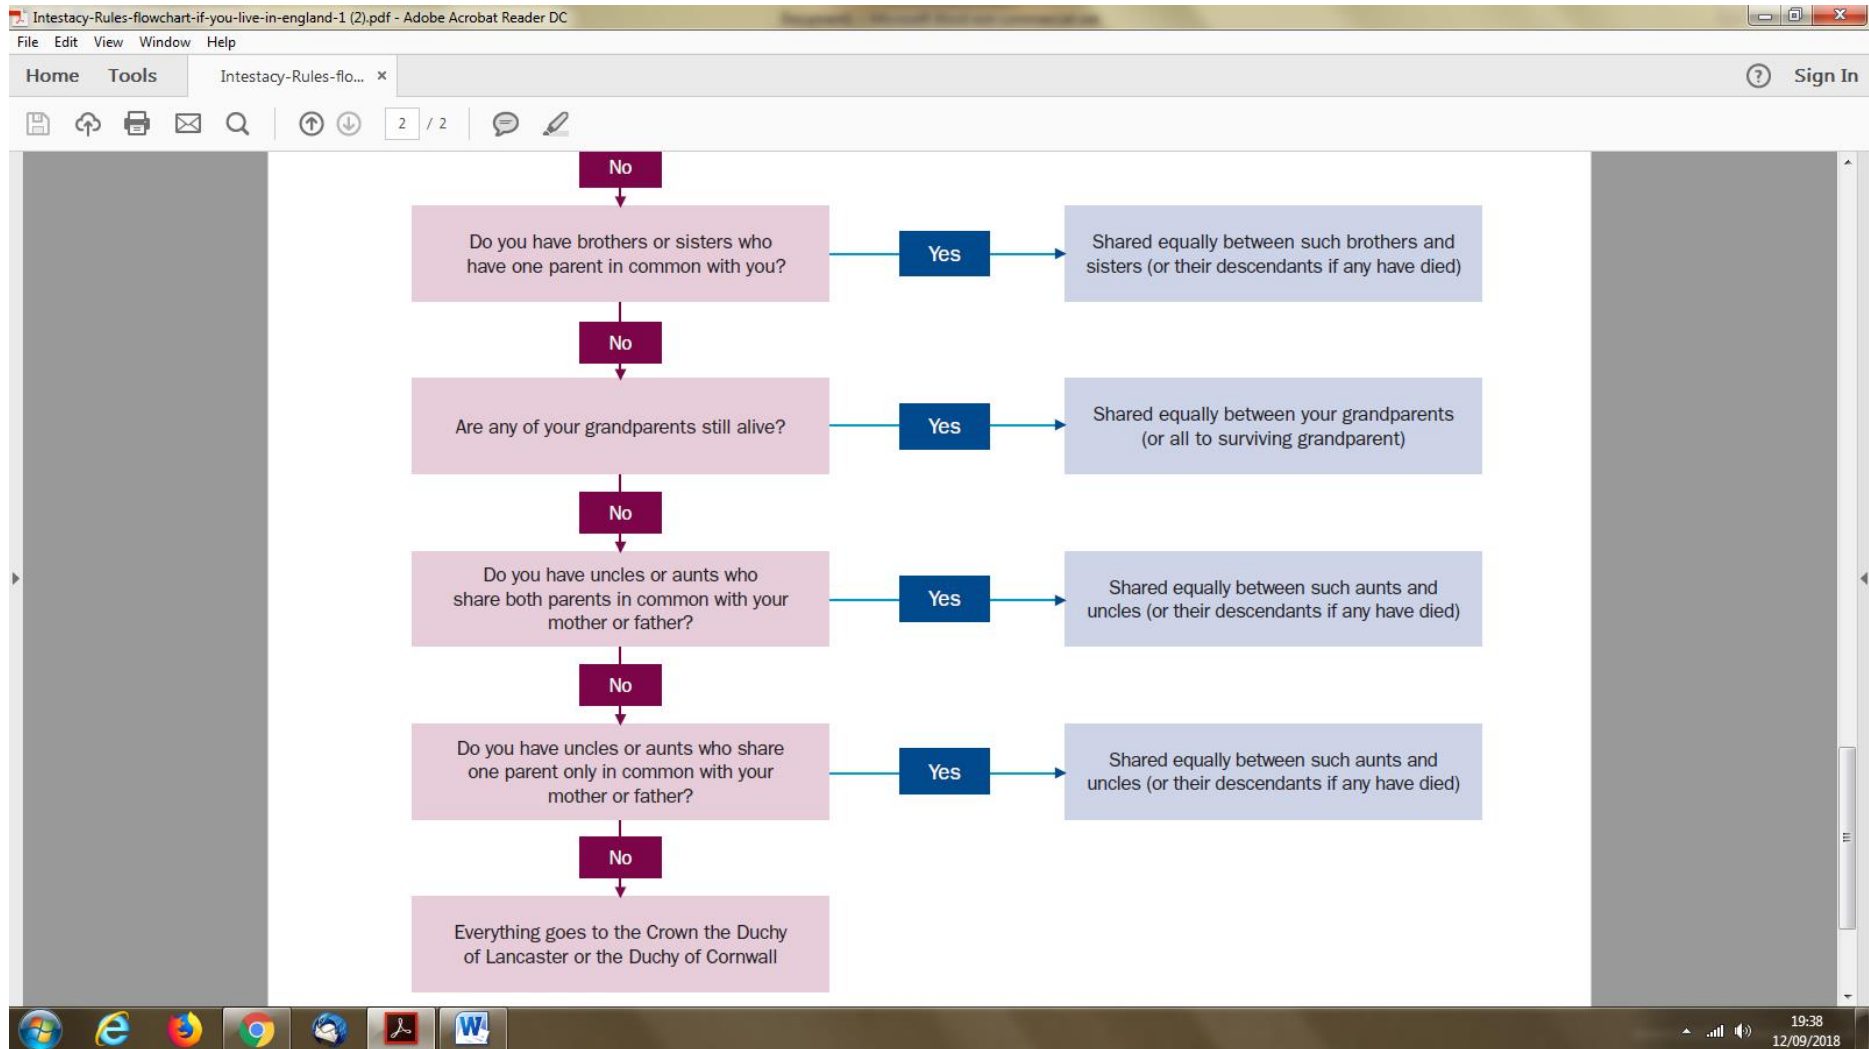 Intestacy-Rules-flowchart-if-you-live-in-england-1 (2).pdf - Adobe Acrobat Reader DC
File Edit View Window Help
Home Tools Intestacy-Rules-flo... × ? Sign In
2 / 2
No
Do you have brothers or sisters who
have one parent in common with you?
Yes
Shared equally between such brothers and
sisters (or their descendants if any have died)
No
Are any of your grandparents still alive?
Yes
Shared equally between your grandparents
(or all to surviving grandparent)
No
Do you have uncles or aunts who
share both parents in common with your
mother or father?
Yes
Shared equally between such aunts and
uncles (or their descendants if any have died)
No
Do you have uncles or aunts who share
one parent only in common with your
mother or father?
Yes
Shared equally between such aunts and
uncles (or their descendants if any have died)
No
Everything goes to the Crown the Duchy
of Lancaster or the Duchy of Cornwall
19:38
12/09/2018